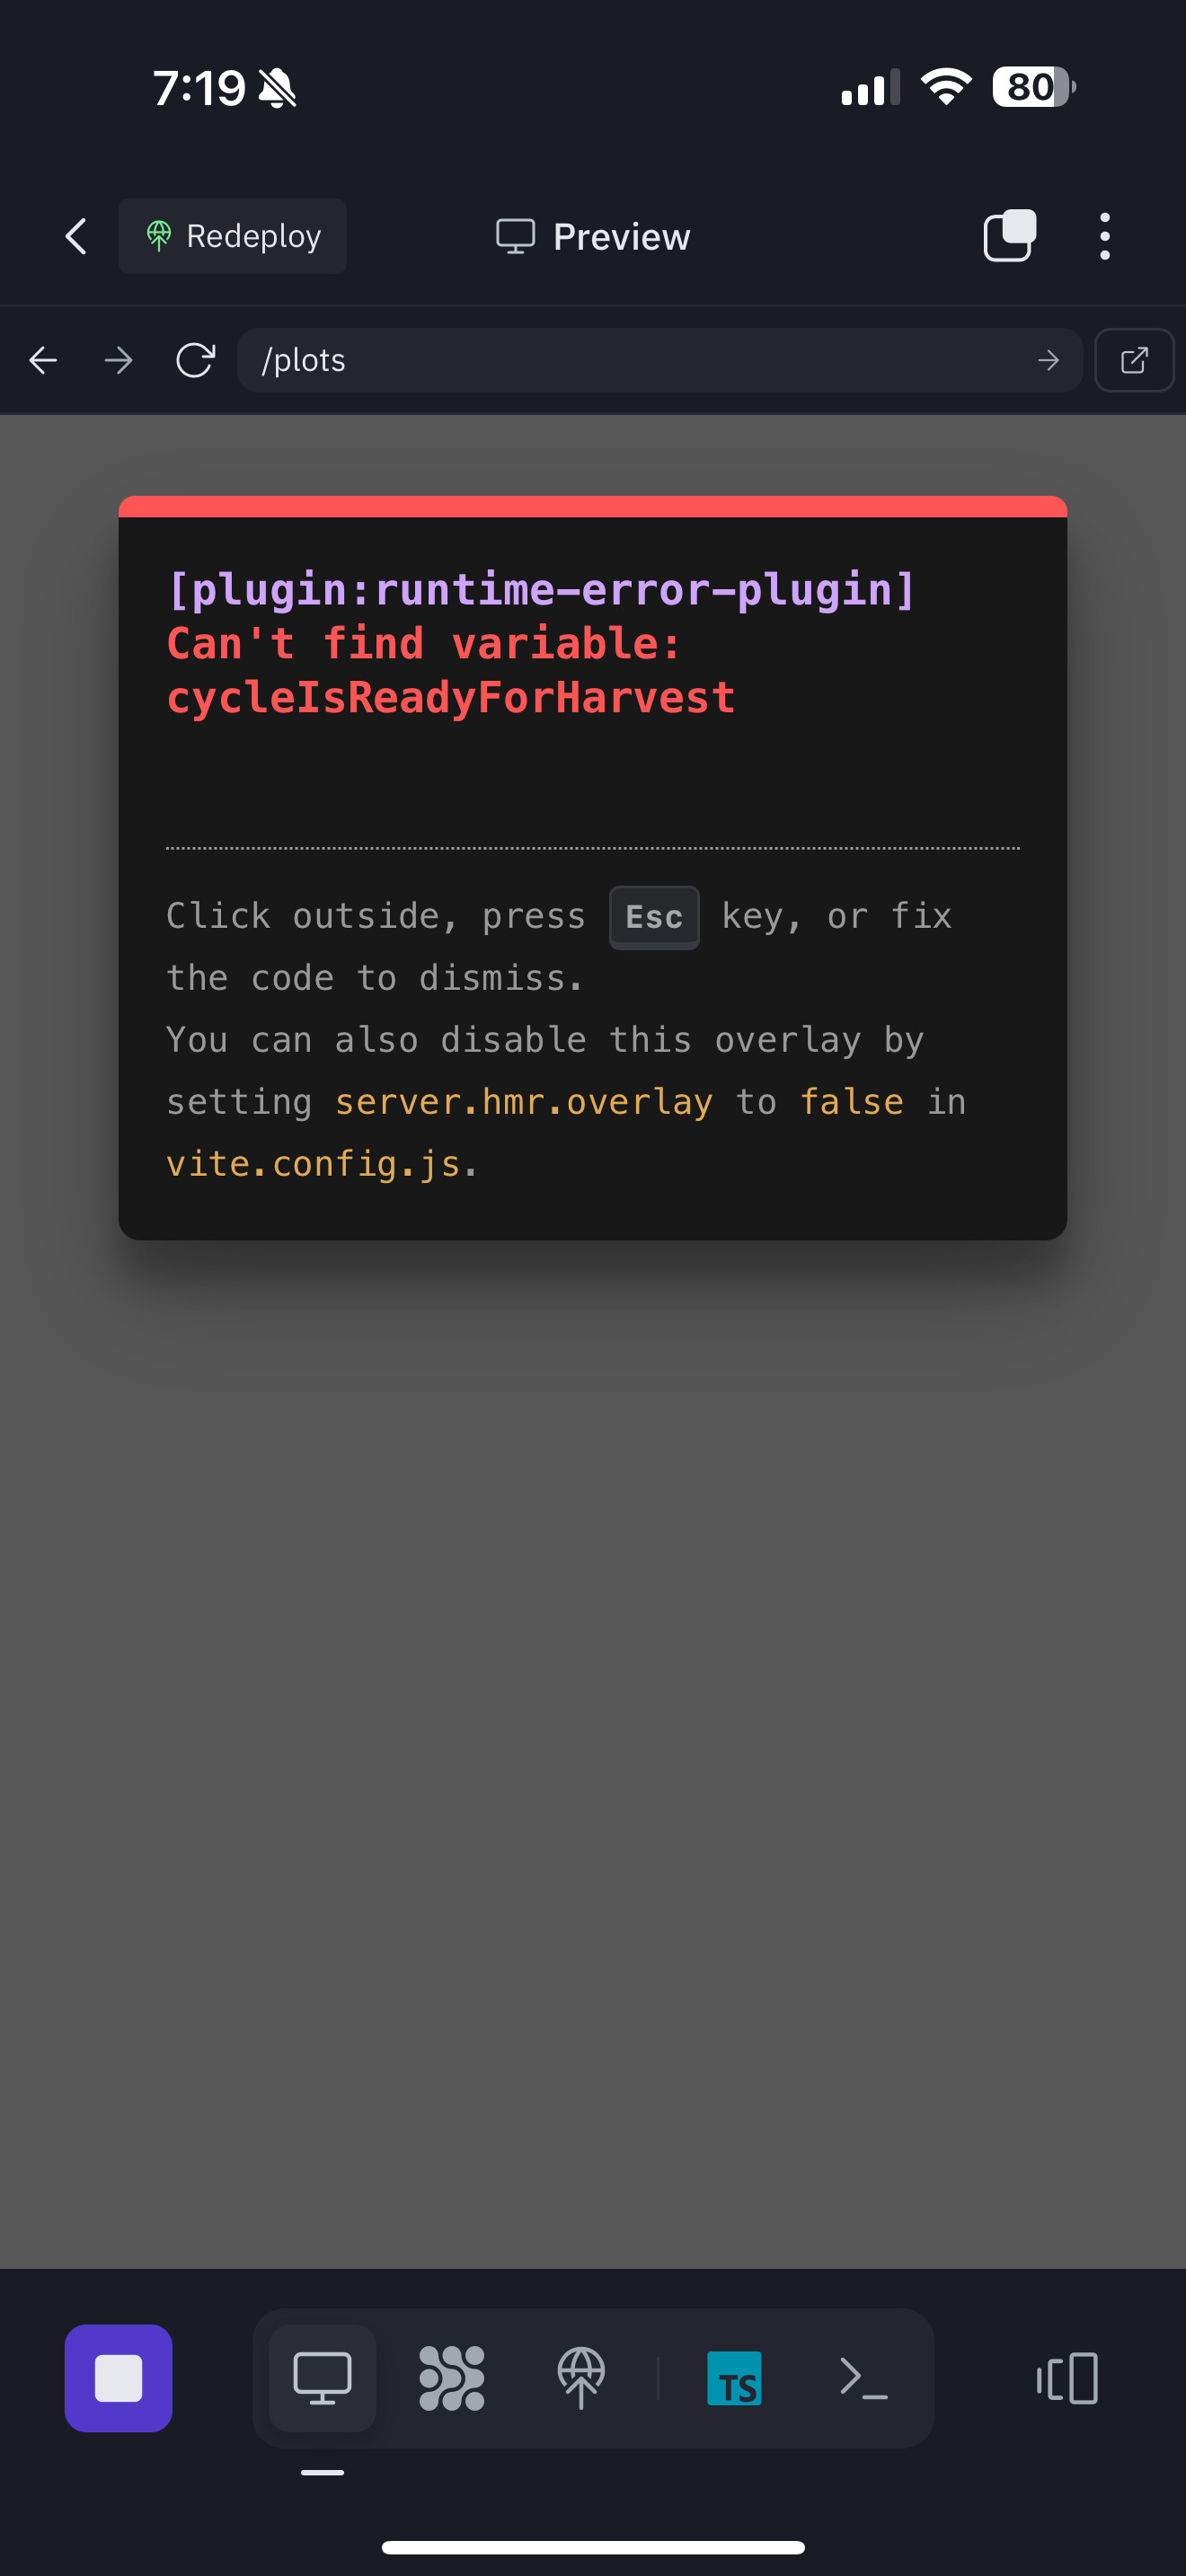 7:19
80
Redeploy
Preview
/plots
[plugin:runtime-error-plugin]
Can't find variable:
cycleIsReadyForHarvest
Click outside, press Esc key, or fix
the code to dismiss.
You can also disable this overlay by
setting server.hmr.overlay to false in
vite.config.js.
TS